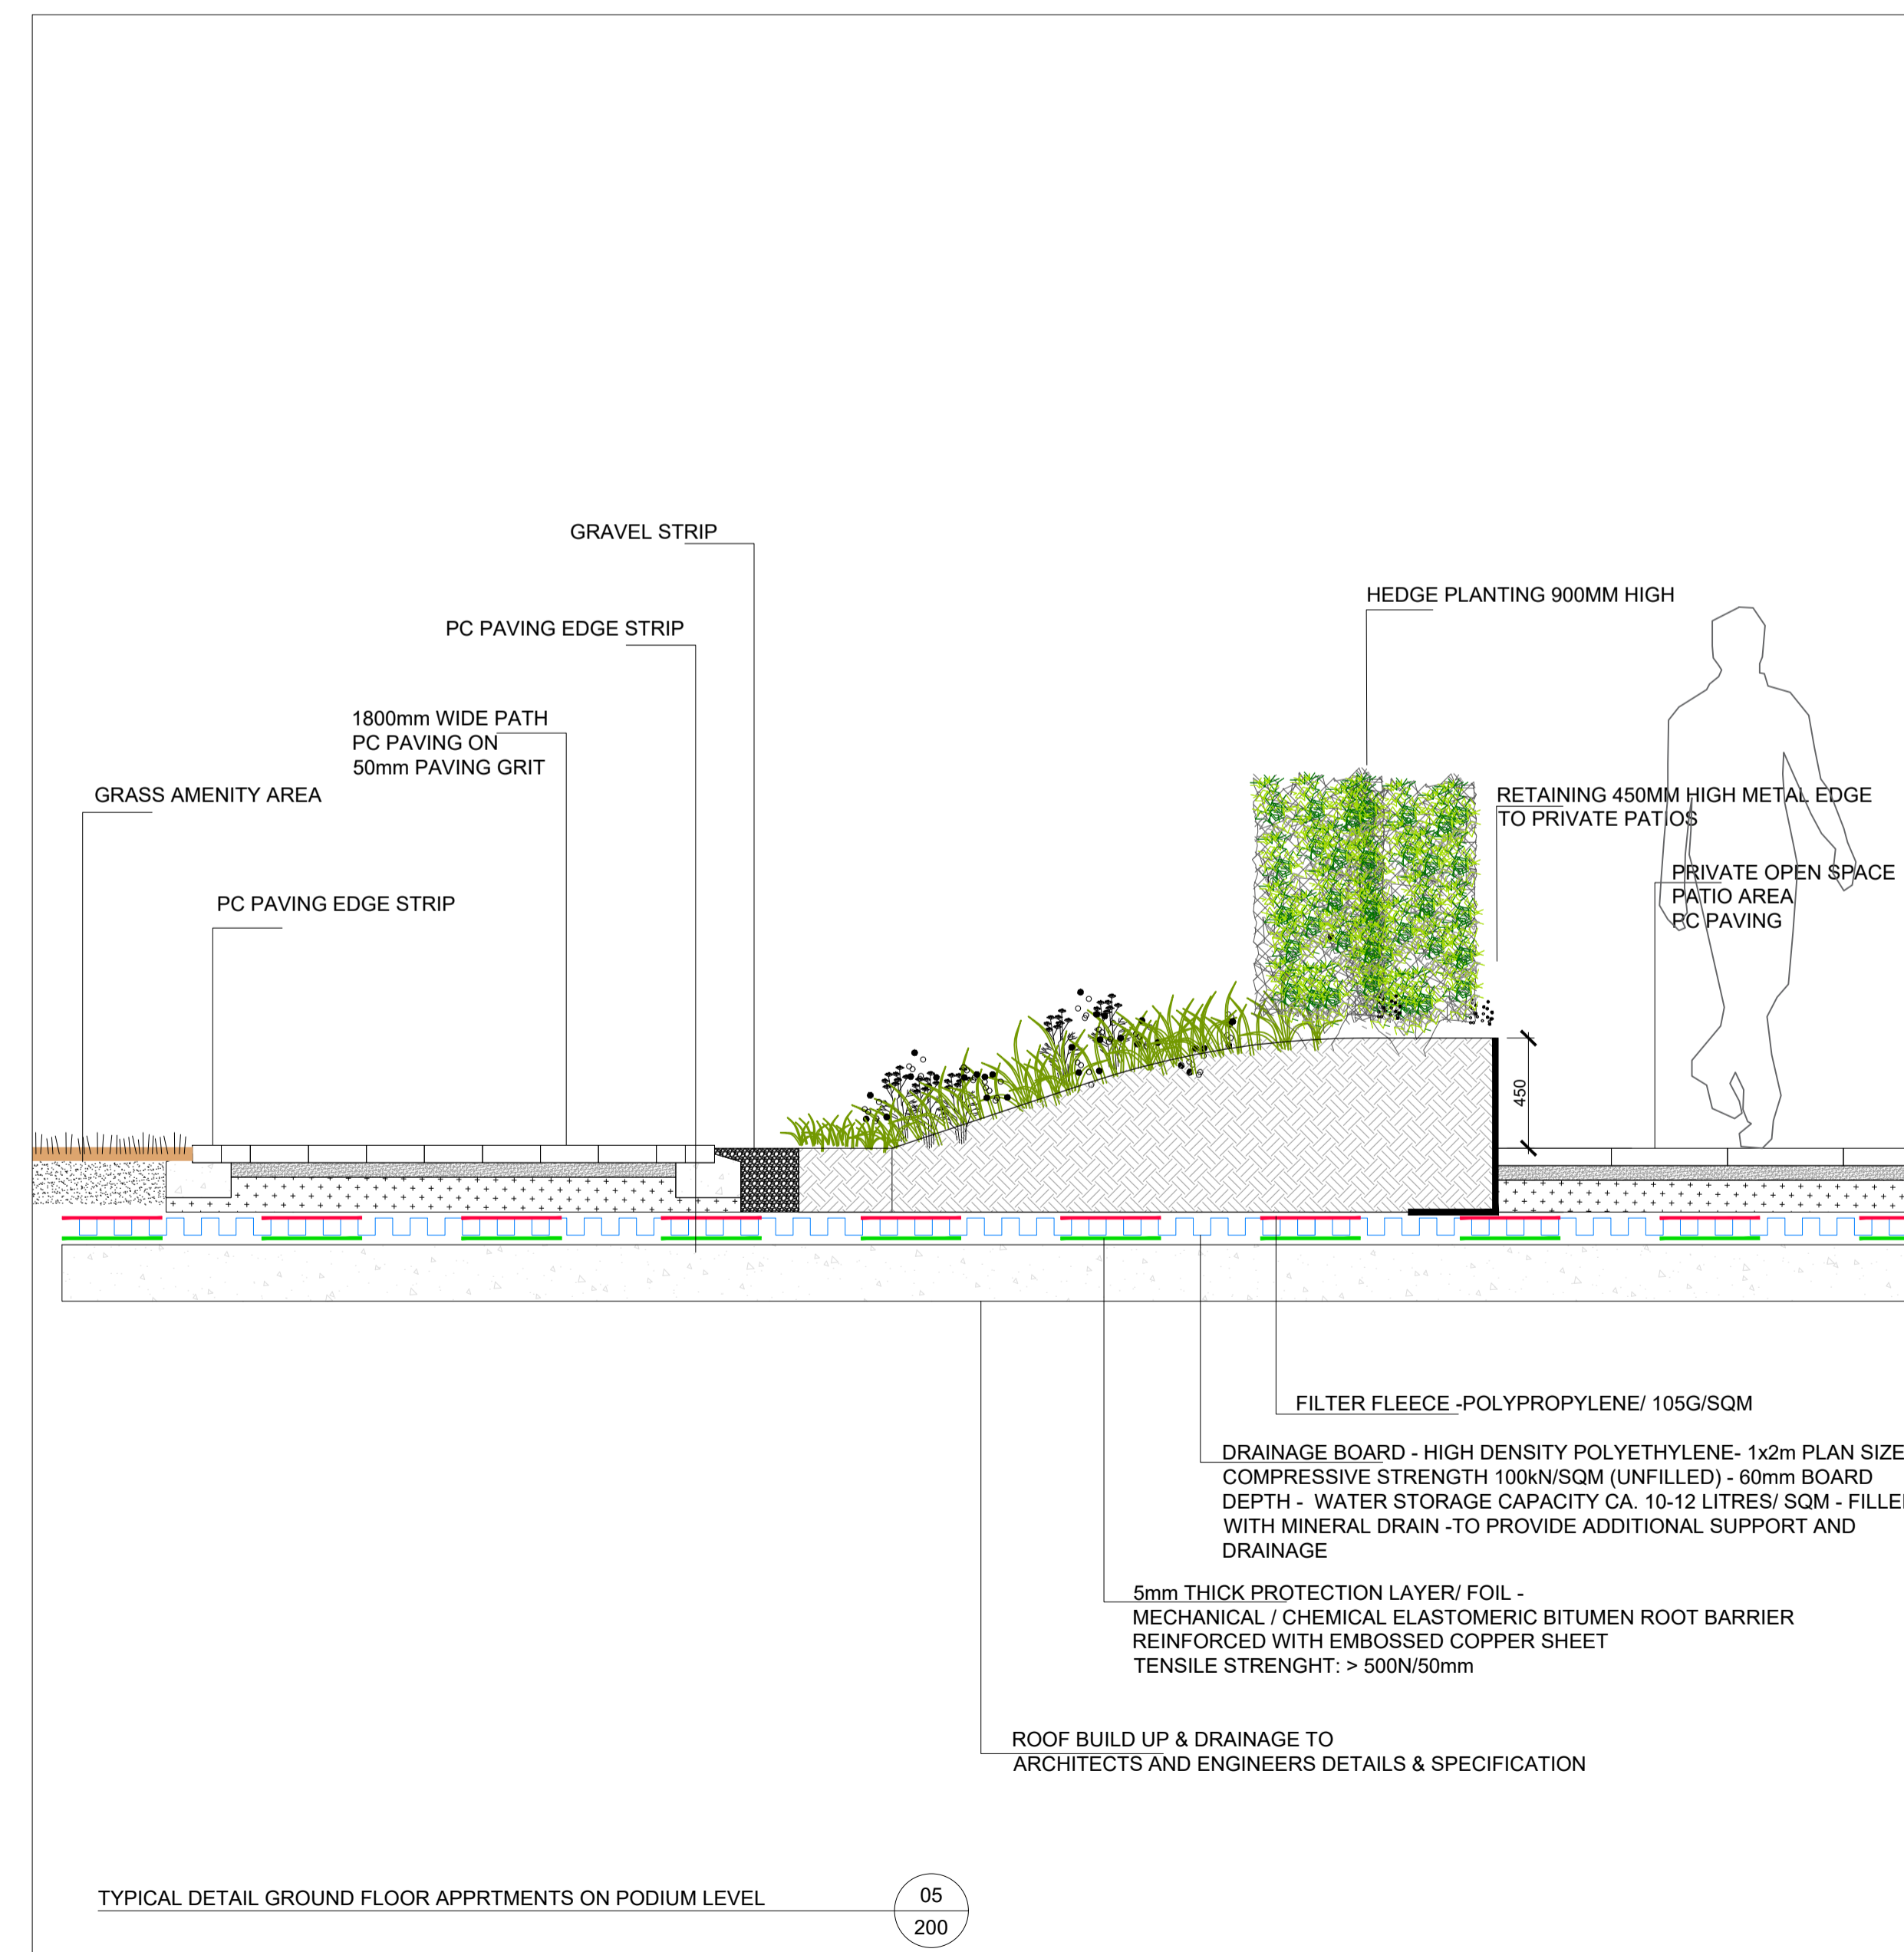 GRAVEL STRIP
HEDGE PLANTING 900MM HIGH
PC PAVING EDGE STRIP
1800mm WIDE PATH
PC PAVING ON
50mm PAVING GRIT
GRASS AMENITY AREA
RETAINING 450MM HIGH METAL EDGE
TO PRIVATE PATIOS
PRIVATE OPEN SPACE
PATIO AREA
PC PAVING
PC PAVING EDGE STRIP
450
FILTER FLEECE -POLYPROPYLENE/ 105G/SQM
DRAINAGE BOARD - HIGH DENSITY POLYETHYLENE- 1x2m PLAN SIZE
COMPRESSIVE STRENGTH 100kN/SQM (UNFILLED) - 60mm BOARD
DEPTH - WATER STORAGE CAPACITY CA. 10-12 LITRES/ SQM -
WITH MINERAL DRAIN -TO PROVIDE ADDITIONAL SUPPORT AND
DRAINAGE
5mm THICK PROTECTION LAYER/ FOIL -
MECHANICAL / CHEMICAL ELASTOMERIC BITUMEN ROOT BARRIER
REINFORCED WITH EMBOSSED COPPER SHEET
TENSILE STRENGHT: > 500N/50mm
ROOF BUILD UP & DRAINAGE TO
ARCHITECTS AND ENGINEERS DETAILS & SPECIFICATION
TYPICAL DETAIL GROUND FLOOR APPRTMENTS ON PODIUM LEVEL
05
200